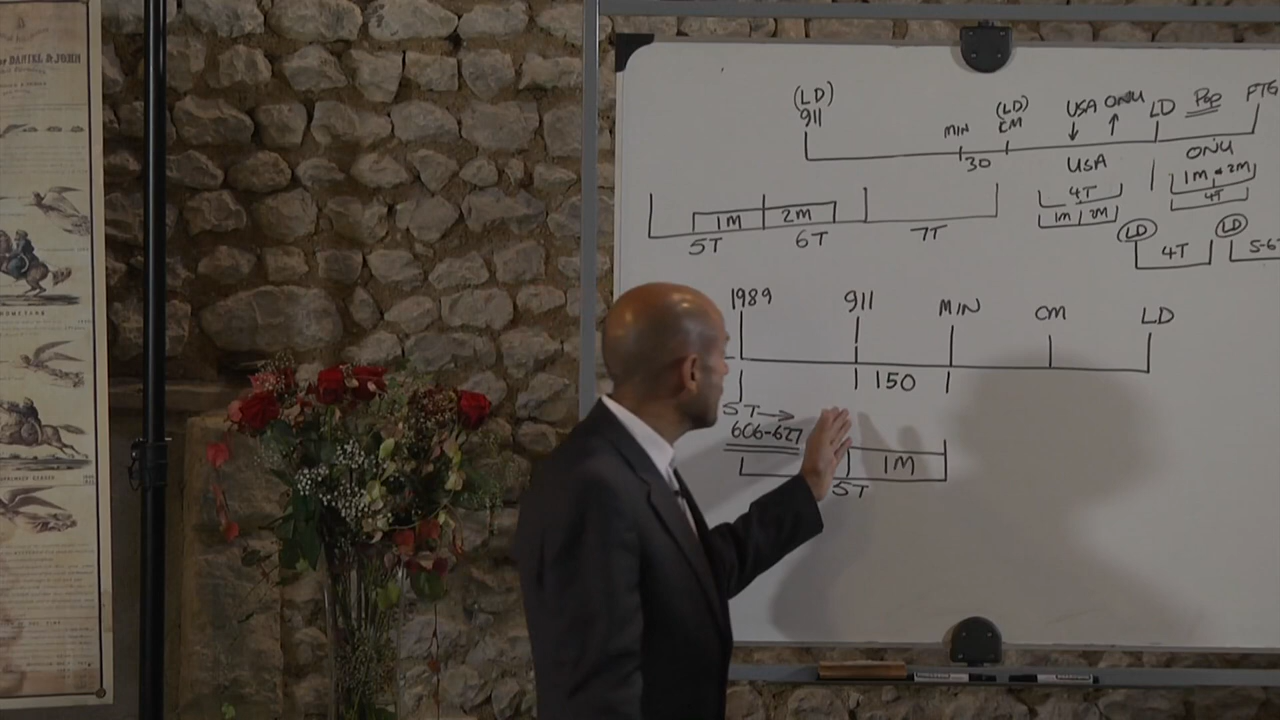 OF DANIEL & JOHN
(LD)
911
MIN
(LD)
CM
USA
ONU
LD
Pop
30
USA
4T
1M
2M
ONU
1M
2M
4T
1M
2M
5T
6T
7T
LD
4T
LD
1989
911
MIN
CM
LD
150
5T
606-627
1M
5T